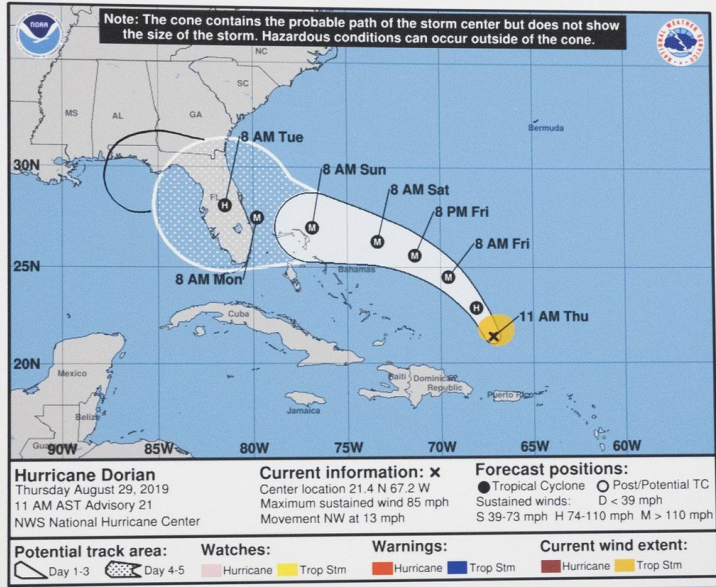 Note: The cone contains the probable path of the storm center but does not show
the size of the storm. Hazardous conditions can occur outside of the cone.
NOAA
NATIONAL WEATHER SERVICE
NC
SC
MS
AL
GA
Bermuda
8 AM Tue
30N
8 AM Sun
8 AM Sat
FL
H
M
M
8 PM Fri
M
M
8 AM Fri
M
25N
8 AM Mon
Bahamas
H
Cuba
11 AM Thu
20N
Mexico
Haiti
Dominican
Republic
Puerto Rico
Jamaica
Belize
90W
85W
80W
75W
70W
65W
60W
Hurricane Dorian
Thursday August 29, 2019
11 AM AST Advisory 21
NWS National Hurricane Center
Current information: ×
Center location 21.4 N 67.2 W
Maximum sustained wind 85 mph
Movement NW at 13 mph
Forecast positions:
Tropical Cyclone Post/Potential TC
Sustained winds: D < 39 mph
S 39-73 mph H 74-110 mph M > 110 mph
Potential track area:
Day 1-3 Day 4-5
Watches:
Hurricane Trop Stm
Warnings:
Hurricane Trop Stm
Current wind extent:
Hurricane Trop Stm